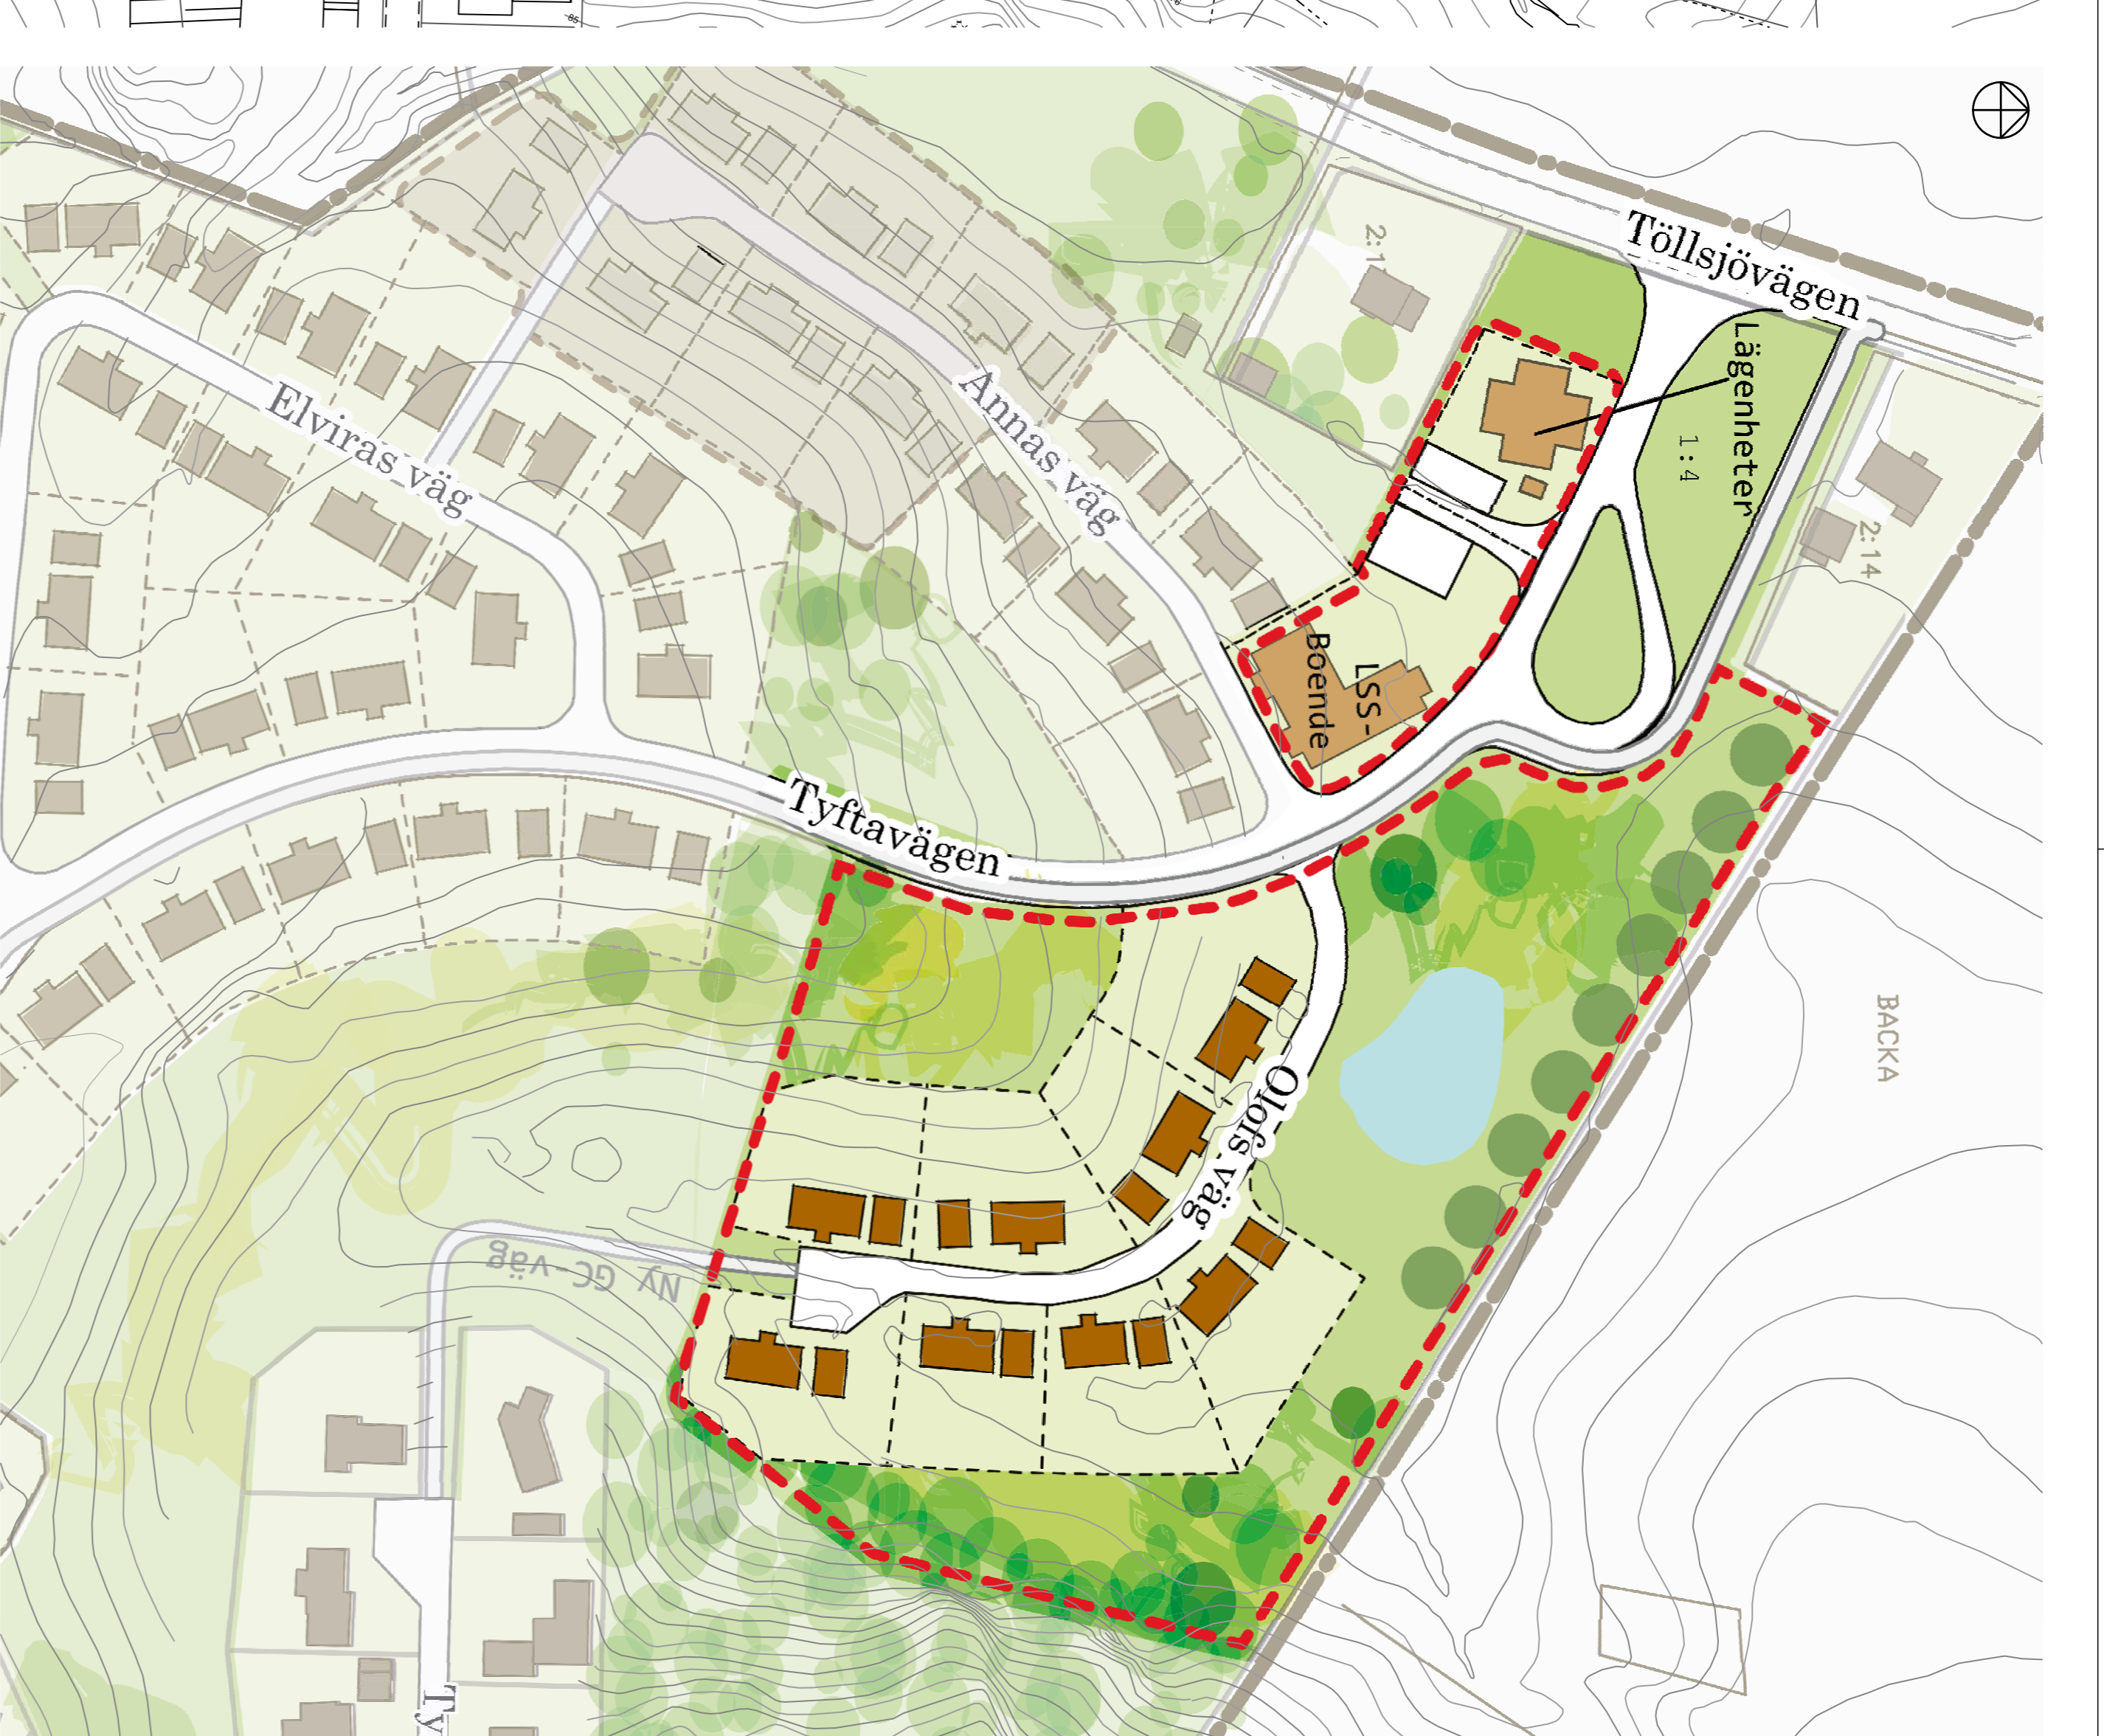 Töllsjövägen
2:1
Lägenheter
1:4
Elviras väg
Annas väg
2:14
LSS-
Boende
Tyftavägen
BACKA
Olofs väg
Ny GC-väg
Ty